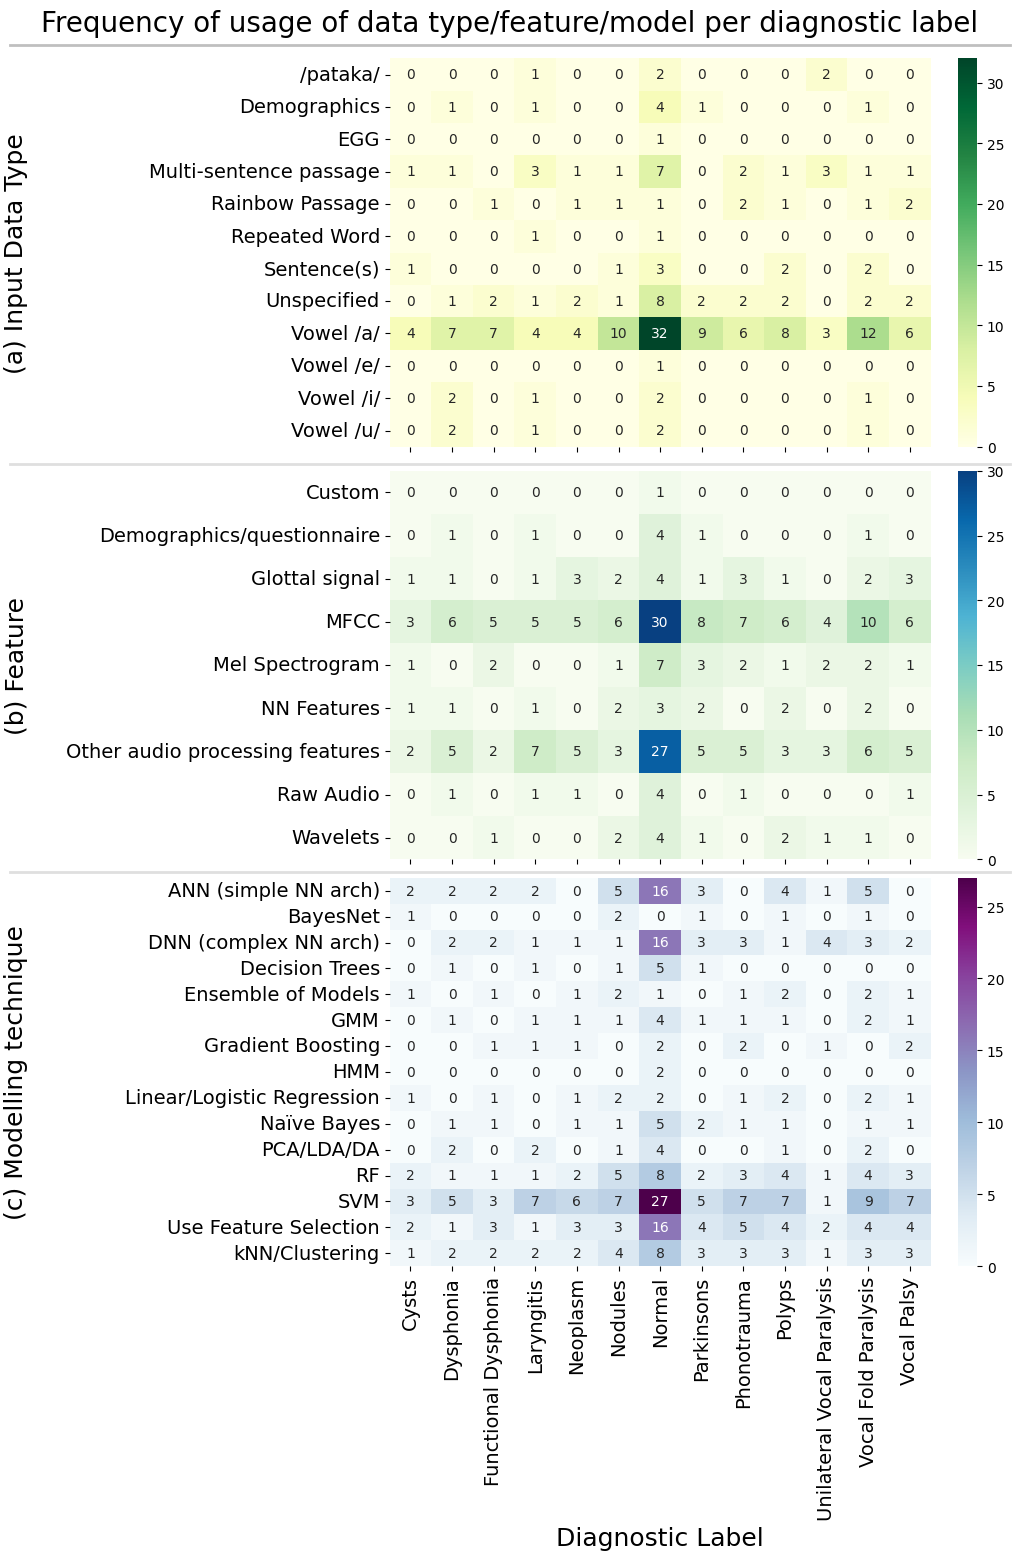 Frequency of usage of data type/feature/model per diagnostic label
(a) Input Data Type
/pataka/ 0 0 0 1 0 0 2 0 0 0 2 0 0
Demographics 0 1 0 1 0 0 4 1 0 0 0 1 0
EGG 0 0 0 0 0 0 1 0 0 0 0 0 0
Multi-sentence passage 1 1 0 3 1 1 7 0 2 1 3 1 1
Rainbow Passage 0 0 1 0 1 1 1 0 2 1 0 1 2
Repeated Word 0 0 0 1 0 0 1 0 0 0 0 0 0
Sentence(s) 1 0 0 0 0 1 3 0 0 2 0 2 0
Unspecified 0 1 2 1 2 1 8 2 2 2 0 2 2
Vowel /a/ 4 7 7 4 4 10 32 9 6 8 3 12 6
Vowel /e/ 0 0 0 0 0 0 1 0 0 0 0 0 0
Vowel /i/ 0 2 0 1 0 0 2 0 0 0 0 1 0
Vowel /u/ 0 2 0 1 0 0 2 0 0 0 0 1 0
30
25
20
15
10
5
0
(b) Feature
Custom 0 0 0 0 0 0 1 0 0 0 0 0 0
Demographics/questionnaire 0 1 0 1 0 0 4 1 0 0 0 1 0
Glottal signal 1 1 0 1 3 2 4 1 3 1 0 2 3
MFCC 3 6 5 5 5 6 30 8 7 6 4 10 6
Mel Spectrogram 1 0 2 0 0 1 7 3 2 1 2 2 1
NN Features 1 1 0 1 0 2 3 2 0 2 0 2 0
Other audio processing features 2 5 2 7 5 3 27 5 5 3 3 6 5
Raw Audio 0 1 0 1 1 0 4 0 1 0 0 0 1
Wavelets 0 0 1 0 0 2 4 1 0 2 1 1 0
30
25
20
15
10
5
0
(c) Modelling technique
ANN (simple NN arch) 2 2 2 2 0 5 16 3 0 4 1 5 0
BayesNet 1 0 0 0 0 2 0 1 0 1 0 1 0
DNN (complex NN arch) 0 2 2 1 1 1 16 3 3 1 4 3 2
Decision Trees 0 1 0 1 0 1 5 1 0 0 0 0 0
Ensemble of Models 1 0 1 0 1 2 1 0 1 2 0 2 1
GMM 0 1 0 1 1 1 4 1 1 1 0 2 1
Gradient Boosting 0 0 1 1 1 0 2 0 2 0 1 0 2
HMM 0 0 0 0 0 0 2 0 0 0 0 0 0
Linear/Logistic Regression 1 0 1 0 1 2 2 0 1 2 0 2 1
Naïve Bayes 0 1 1 0 1 1 5 2 1 1 0 1 1
PCA/LDA/DA 0 2 0 2 0 1 4 0 0 1 0 2 0
RF 2 1 1 1 2 5 8 2 3 4 1 4 3
SVM 3 5 3 7 6 7 27 5 7 7 1 9 7
Use Feature Selection 2 1 3 1 3 3 16 4 5 4 2 4 4
kNN/Clustering 1 2 2 2 2 4 8 3 3 3 1 3 3
25
20
15
10
5
0
Cysts
Dysphonia
Functional Dysphonia
Laryngitis
Neoplasm
Nodules
Normal
Parkinsons
Phonotrauma
Polyps
Unilateral Vocal Paralysis
Vocal Fold Paralysis
Vocal Palsy
Diagnostic Label